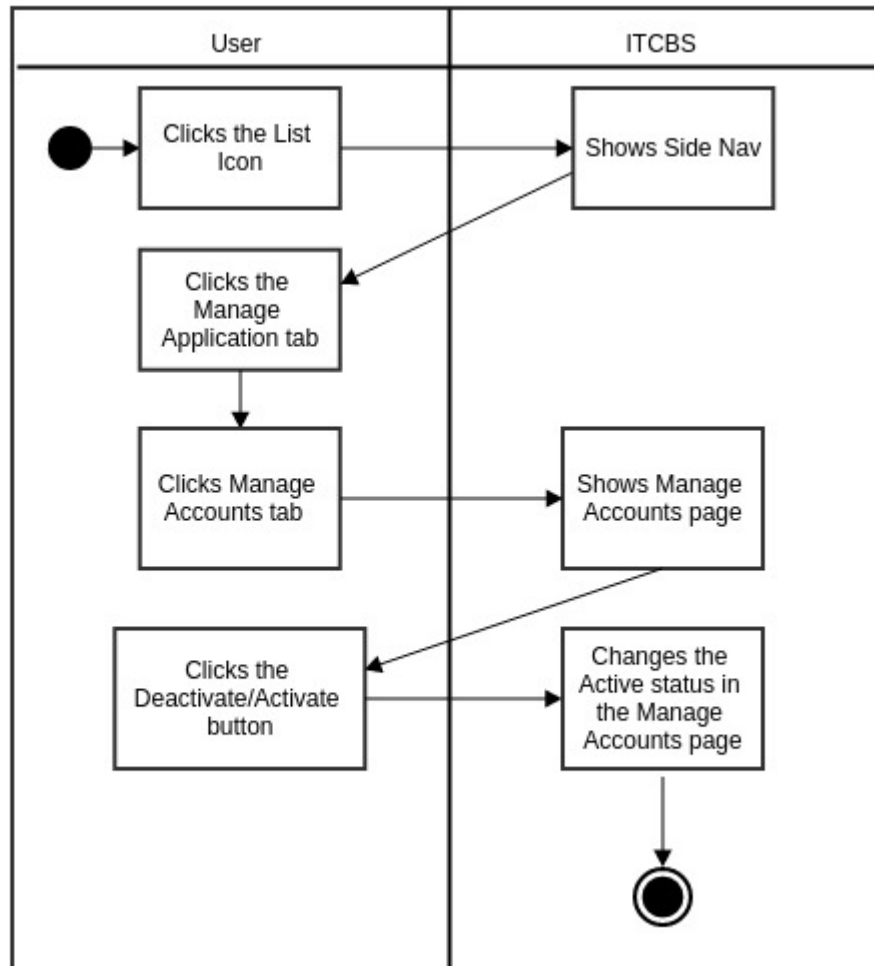 User
ITCBS
Clicks the List
Icon
Shows Side Nav
Clicks the
Manage
Application tab
Clicks Manage
Accounts tab
Shows Manage
Accounts page
Clicks the
Deactivate/Activate
button
Changes the
Active status in
the Manage
Accounts page